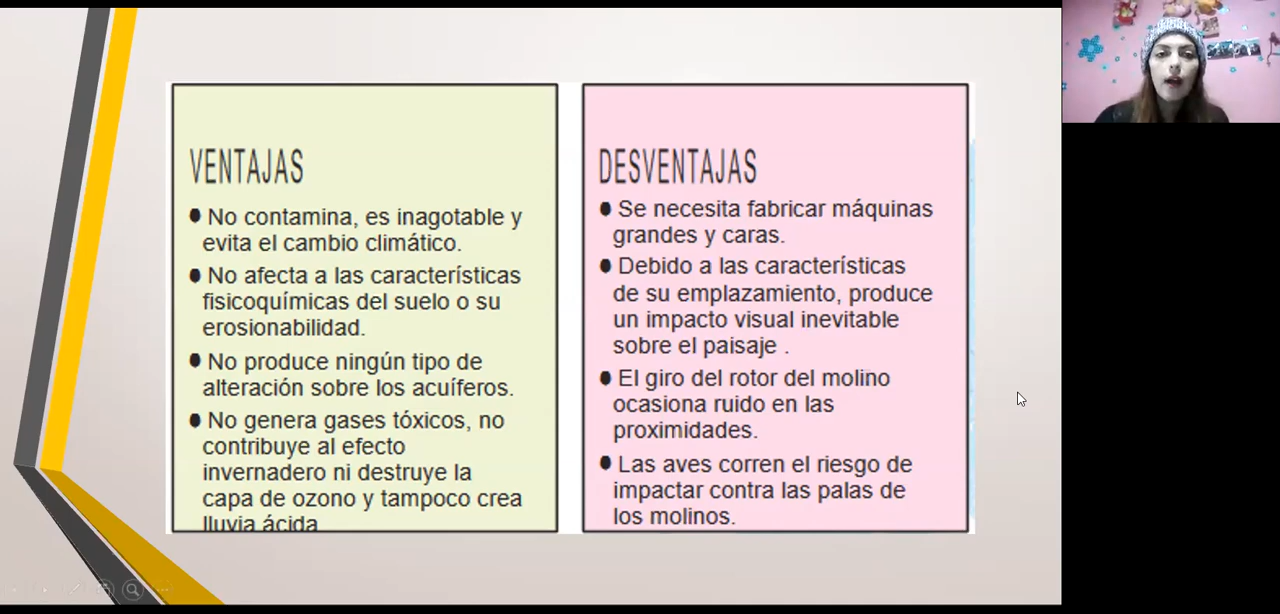 VENTAJAS
● No contamina, es inagotable y
evita el cambio climático.
● No afecta a las características
fisicoquímicas del suelo o su
erosionabilidad.
● No produce ningún tipo de
alteración sobre los acuíferos.
● No genera gases tóxicos, no
contribuye al efecto
invernadero ni destruye la
capa de ozono y tampoco crea
lluvia ácida
DESVENTAJAS
● Se necesita fabricar máquinas
grandes y caras.
● Debido a las características
de su emplazamiento, produce
un impacto visual inevitable
sobre el paisaje .
● El giro del rotor del molino
ocasiona ruido en las
proximidades.
● Las aves corren el riesgo de
impactar contra las palas de
los molinos.